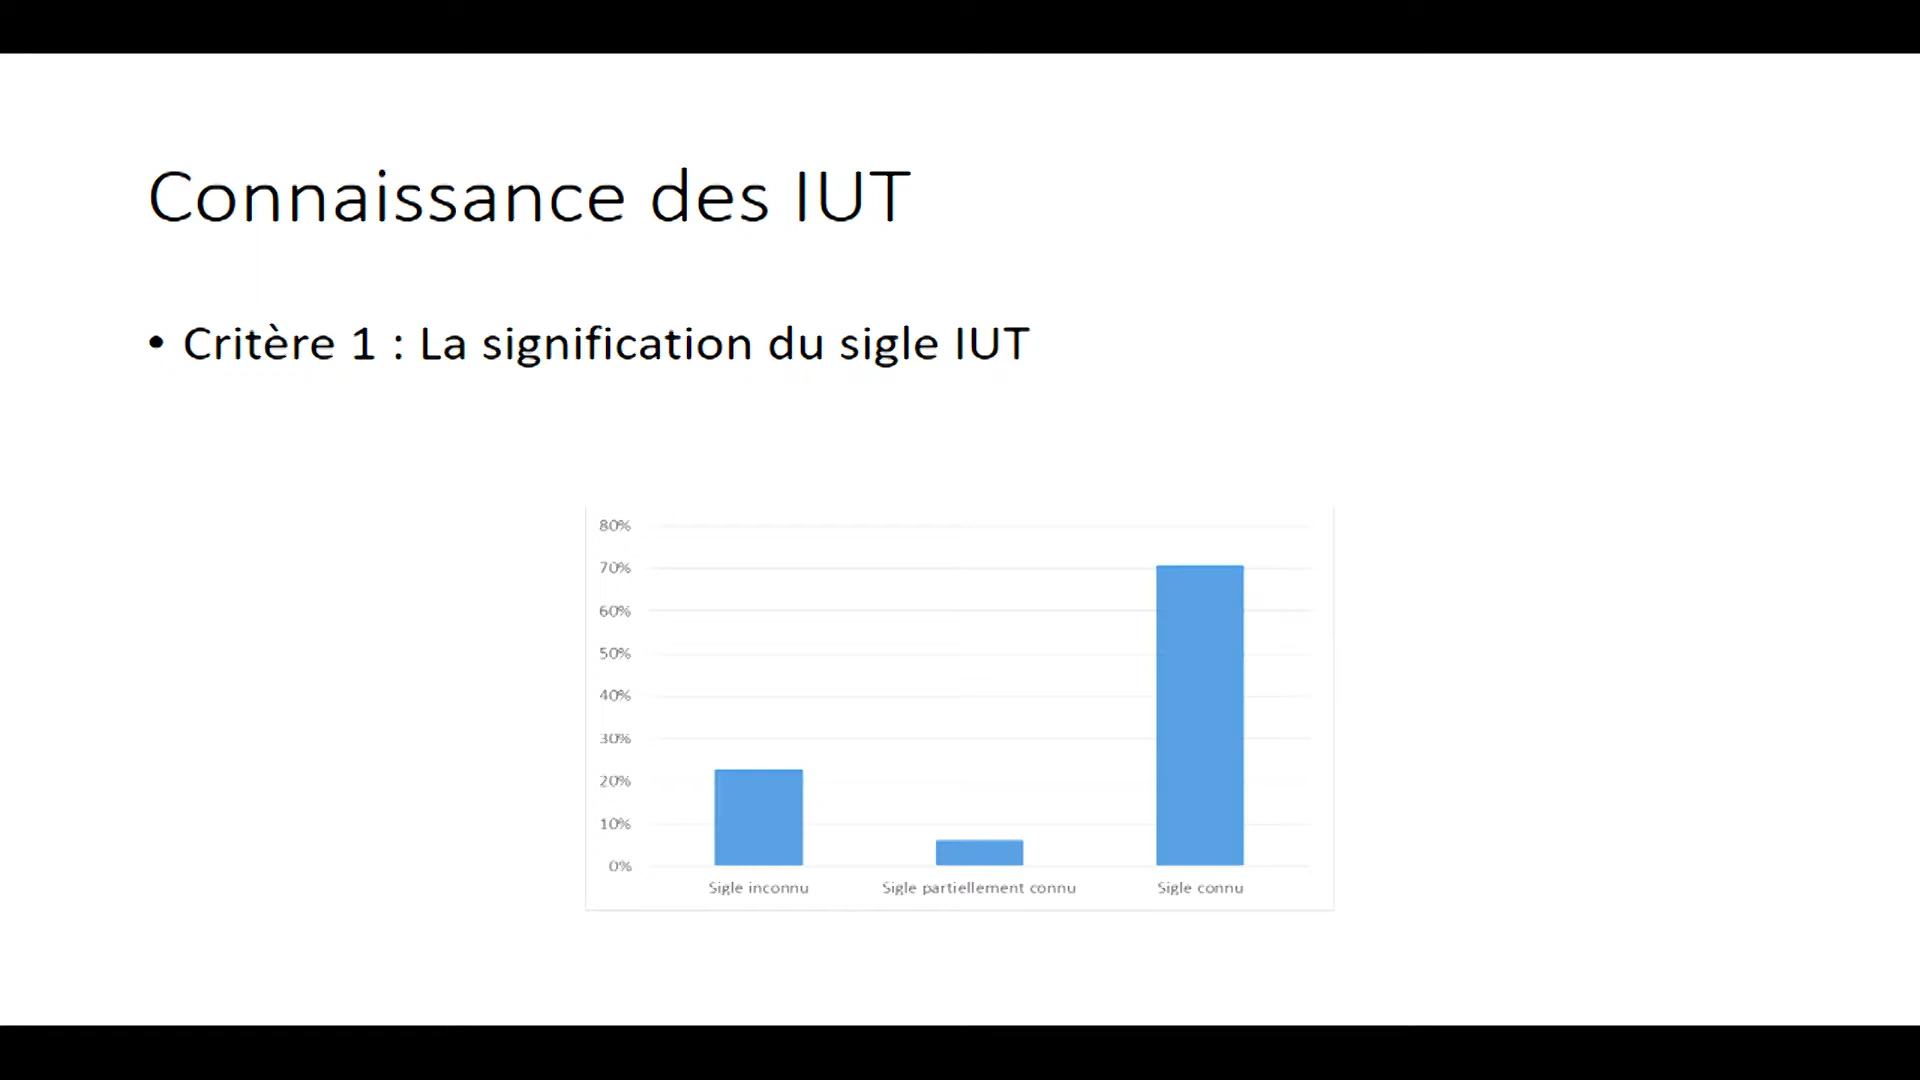 Connaissance des IUT
• Critère 1 : La signification du sigle IUT
80%
70%
60%
50%
40%
30%
20%
10%
0%
Sigle inconnu
Sigle partiellement connu
Sigle connu